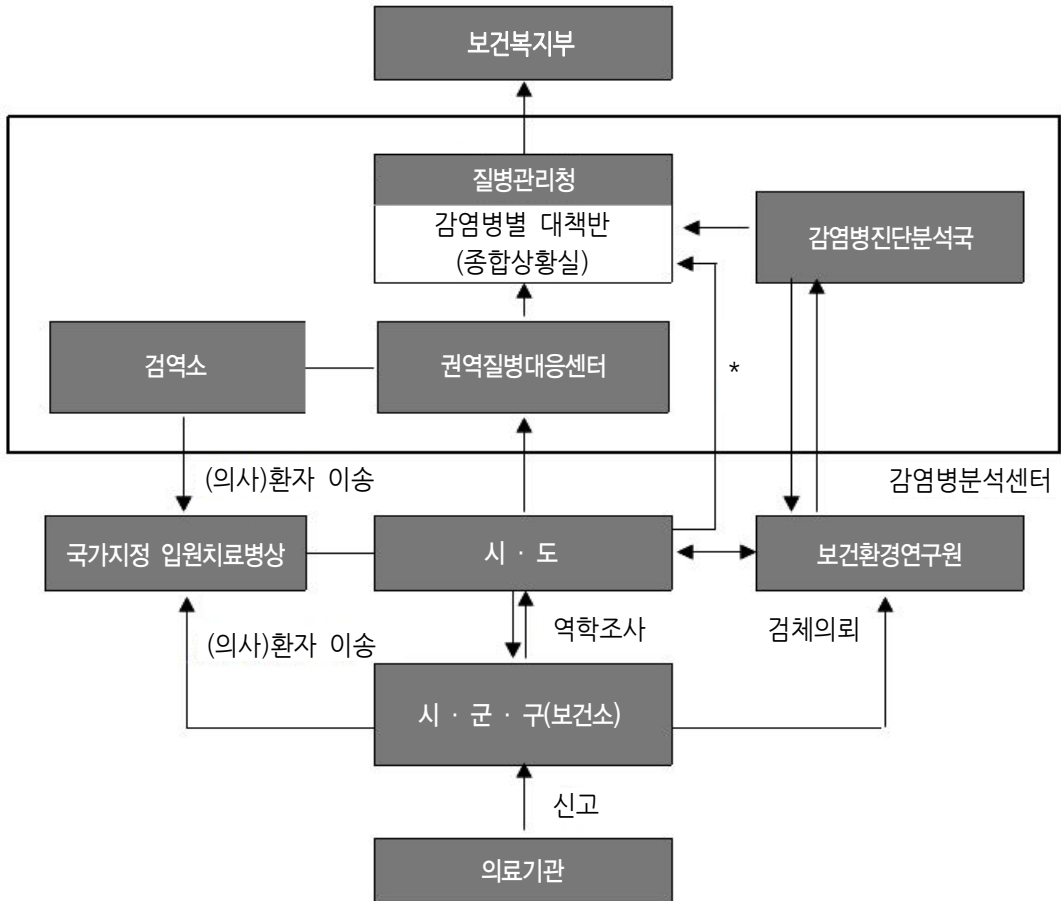 보건복지부
질병관리청
감염병별 대책반
(종합상황실)
감염병진단분석국
검역소
권역질병대응센터
*
(의사)환자 이송
감염병분석센터
국가지정 입원치료병상
시 · 도
보건환경연구원
(의사)환자 이송
역학조사
검체의뢰
시 · 군 · 구(보건소)
신고
의료기관